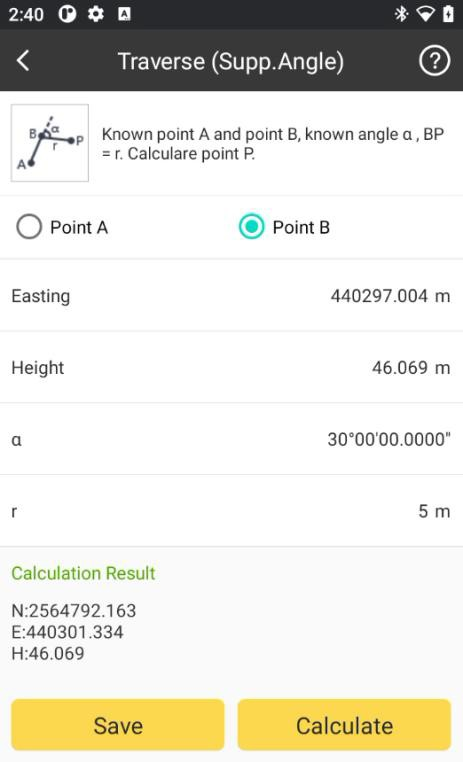 2:40
Traverse (Supp.Angle)
B α P r A
Known point A and point B, known angle α , BP
= r. Calculare point P.
Point A
Point B
Easting
440297.004 m
Height
46.069 m
α
30°00'00.0000"
r
5 m
Calculation Result
N:2564792.163
E:440301.334
H:46.069
Save
Calculate